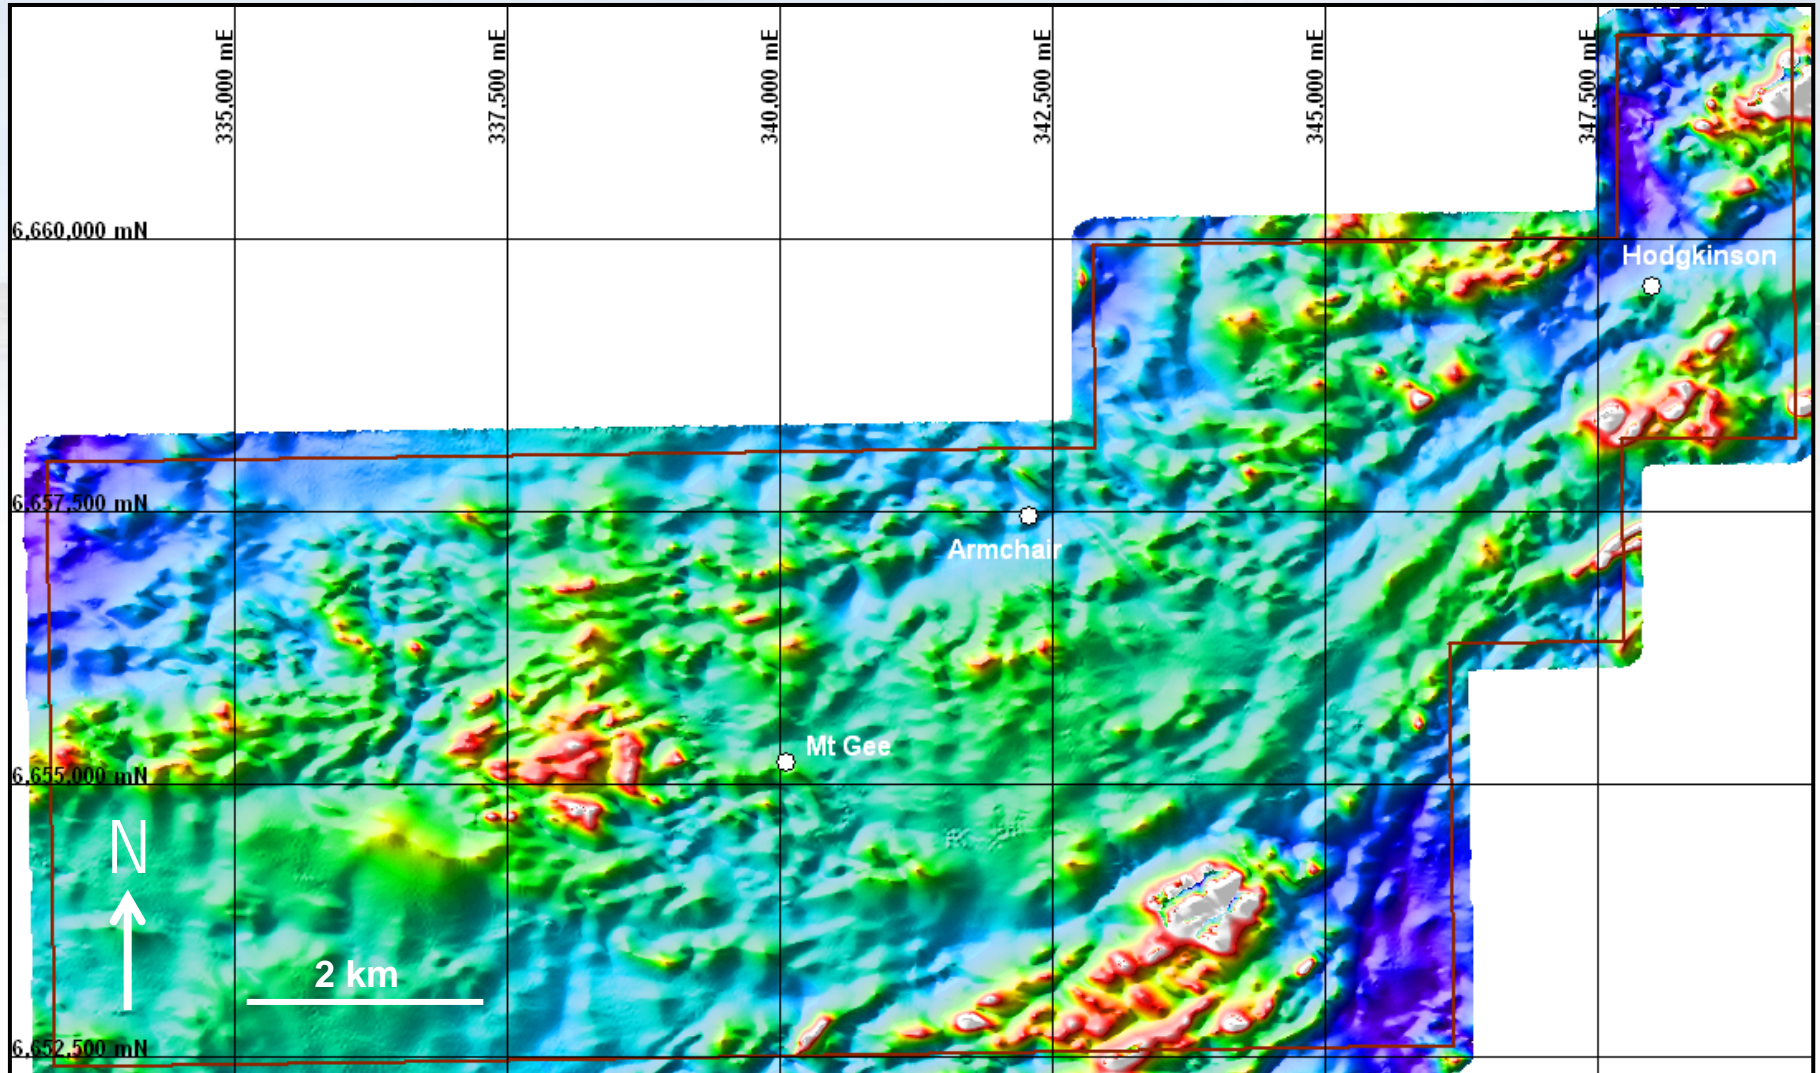 335,000 mE
337,500 mE
340,000 mE
342,500 mE
345,000 mE
347,500 mE
6,660,000 mN
Hodgkinson
6,657,500 mN
Armchair
Mt Gee
6,655,000 mN
N
2 km
6,652,500 mN